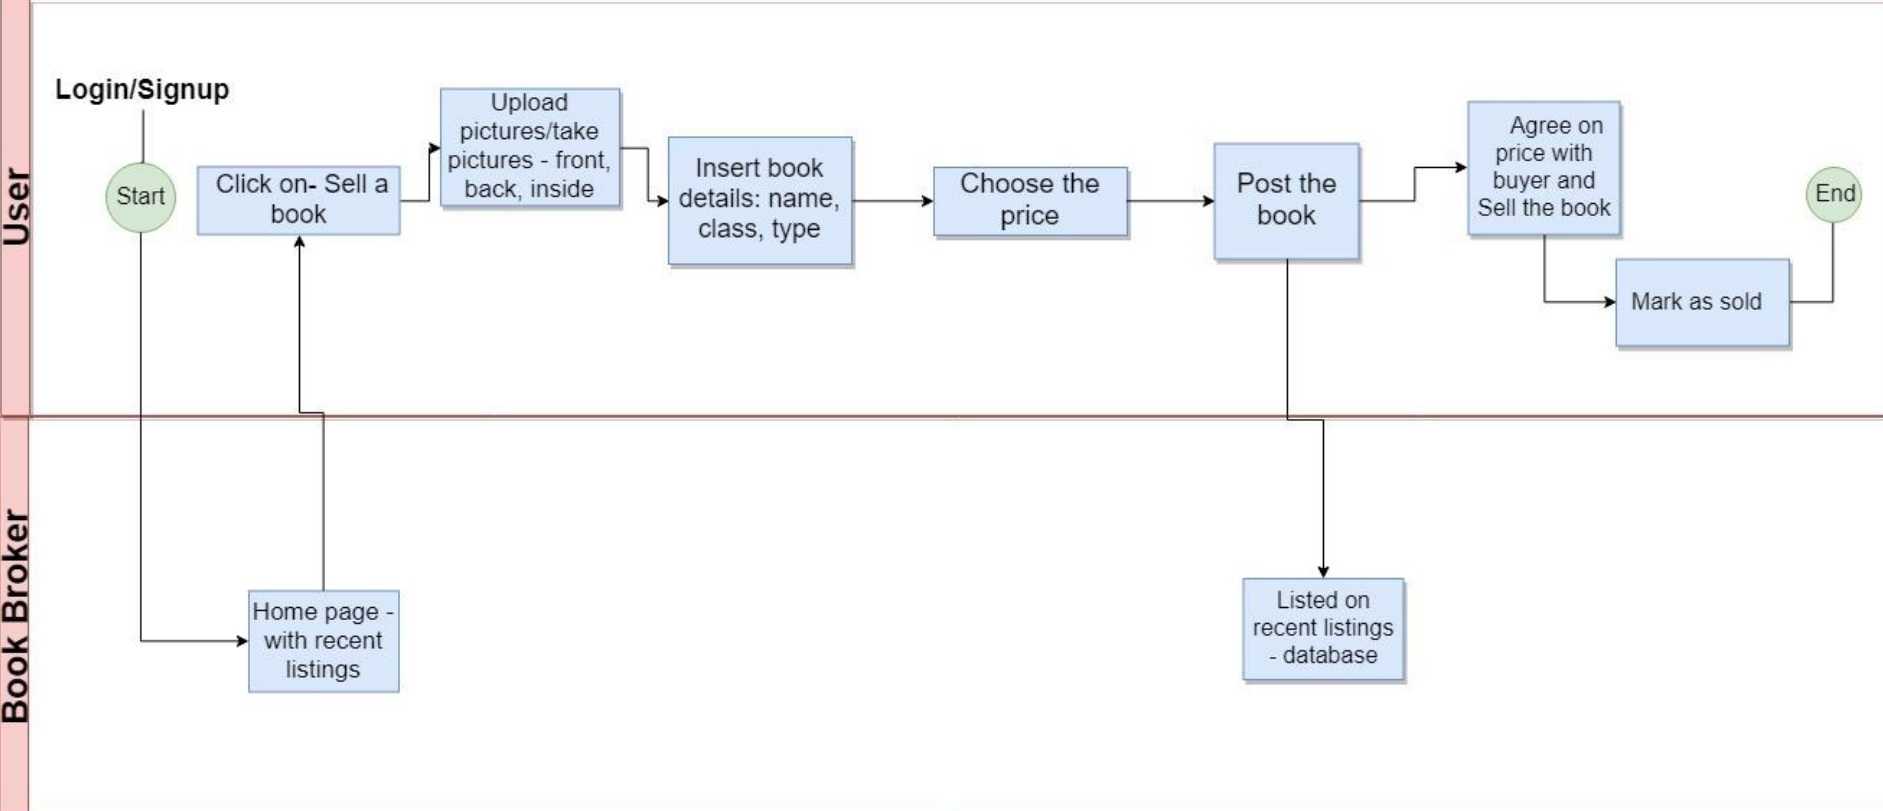 User
Login/Signup
Start
Click on- Sell a
book
Upload
pictures/take
pictures - front,
back, inside
Insert book
details: name,
class, type
Choose the
price
Post the
book
Agree on
price with
buyer and
Sell the book
Mark as sold
End
Book Broker
Home page -
with recent
listings
Listed on
recent listings
- database